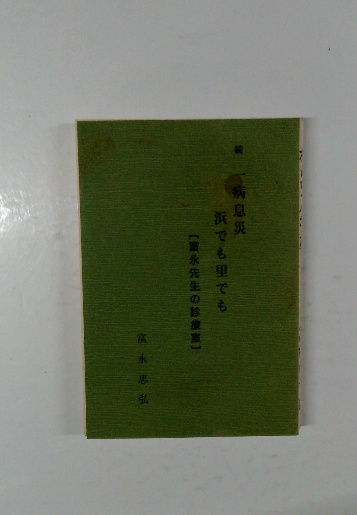 続 一病息災
浜でも里でも
［富永先生の診療室］
富永忠弘